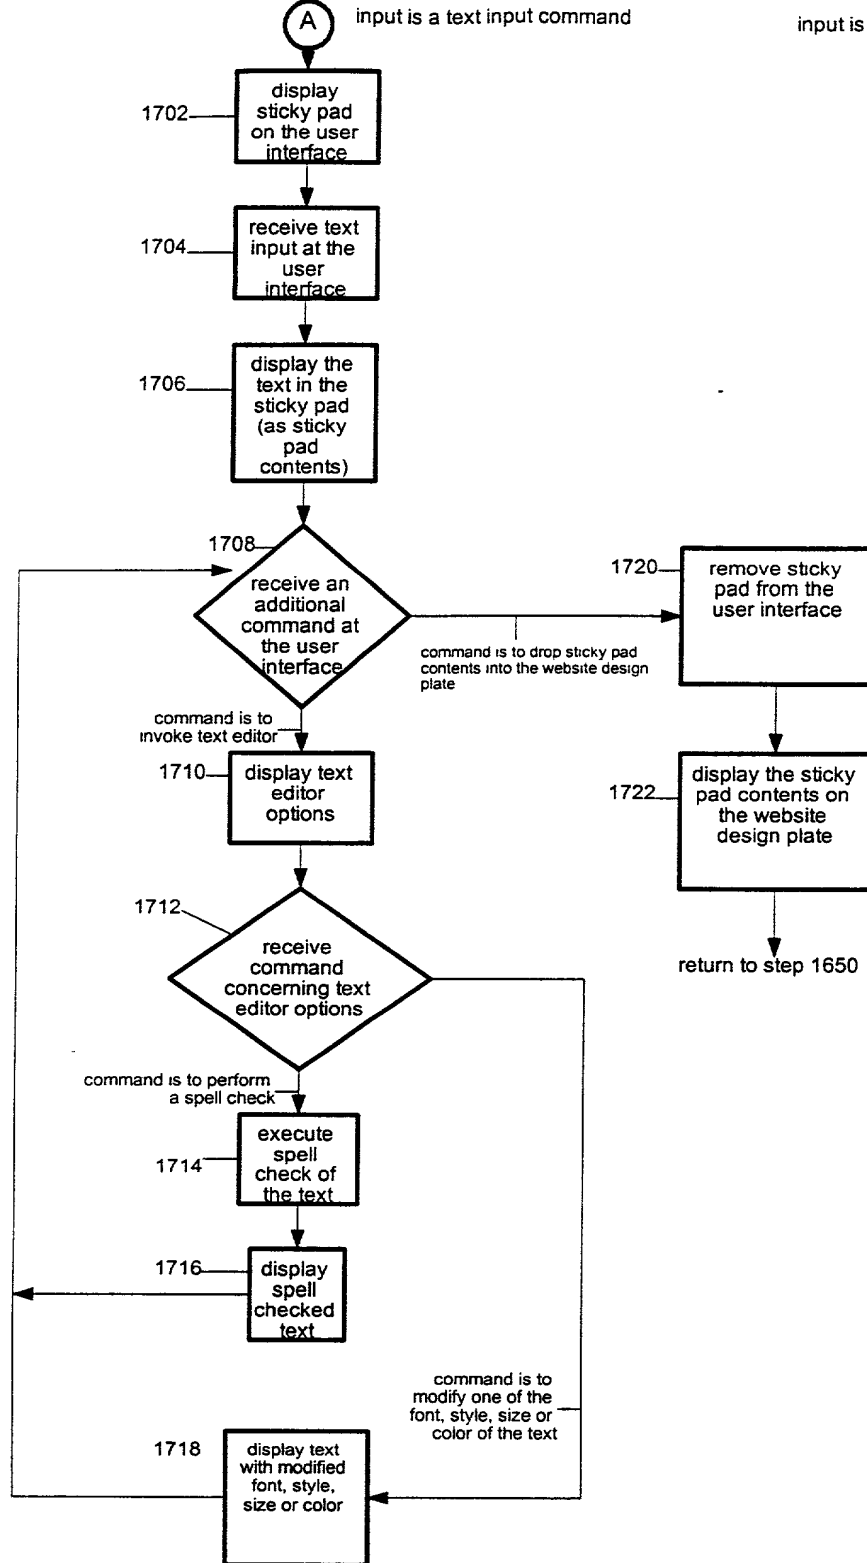 A
input is a text input command
input is
1702
display
sticky pad
on the user
interface
1704
receive text
input at the
user
interface
1706
display the
text in the
sticky pad
(as sticky
pad
contents)
1708
receive an
additional
command at
the user
interface
command is to drop sticky pad
contents into the website design
plate
1720
remove sticky
pad from the
user interface
command is to
invoke text editor
1710
display text
editor
options
1722
display the sticky
pad contents on
the website
design plate
return to step 1650
1712
receive
command
concerning text
editor options
command is to perform
a spell check
1714
execute
spell
check of
the text
1716
display
spell
checked
text
command is to
modify one of the
font, style, size or
color of the text
1718
display text
with modified
font, style,
size or color